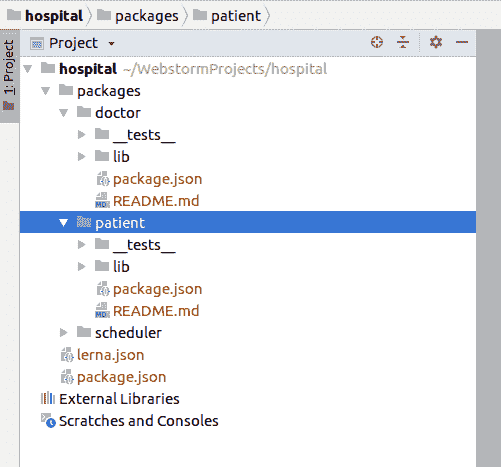 hospital packages patient
1: Project
Project
hospital ~/WebstormProjects/hospital
packages
doctor
__tests__
lib
package.json
README.md
patient
__tests__
lib
package.json
README.md
scheduler
lerna.json
package.json
External Libraries
Scratches and Consoles